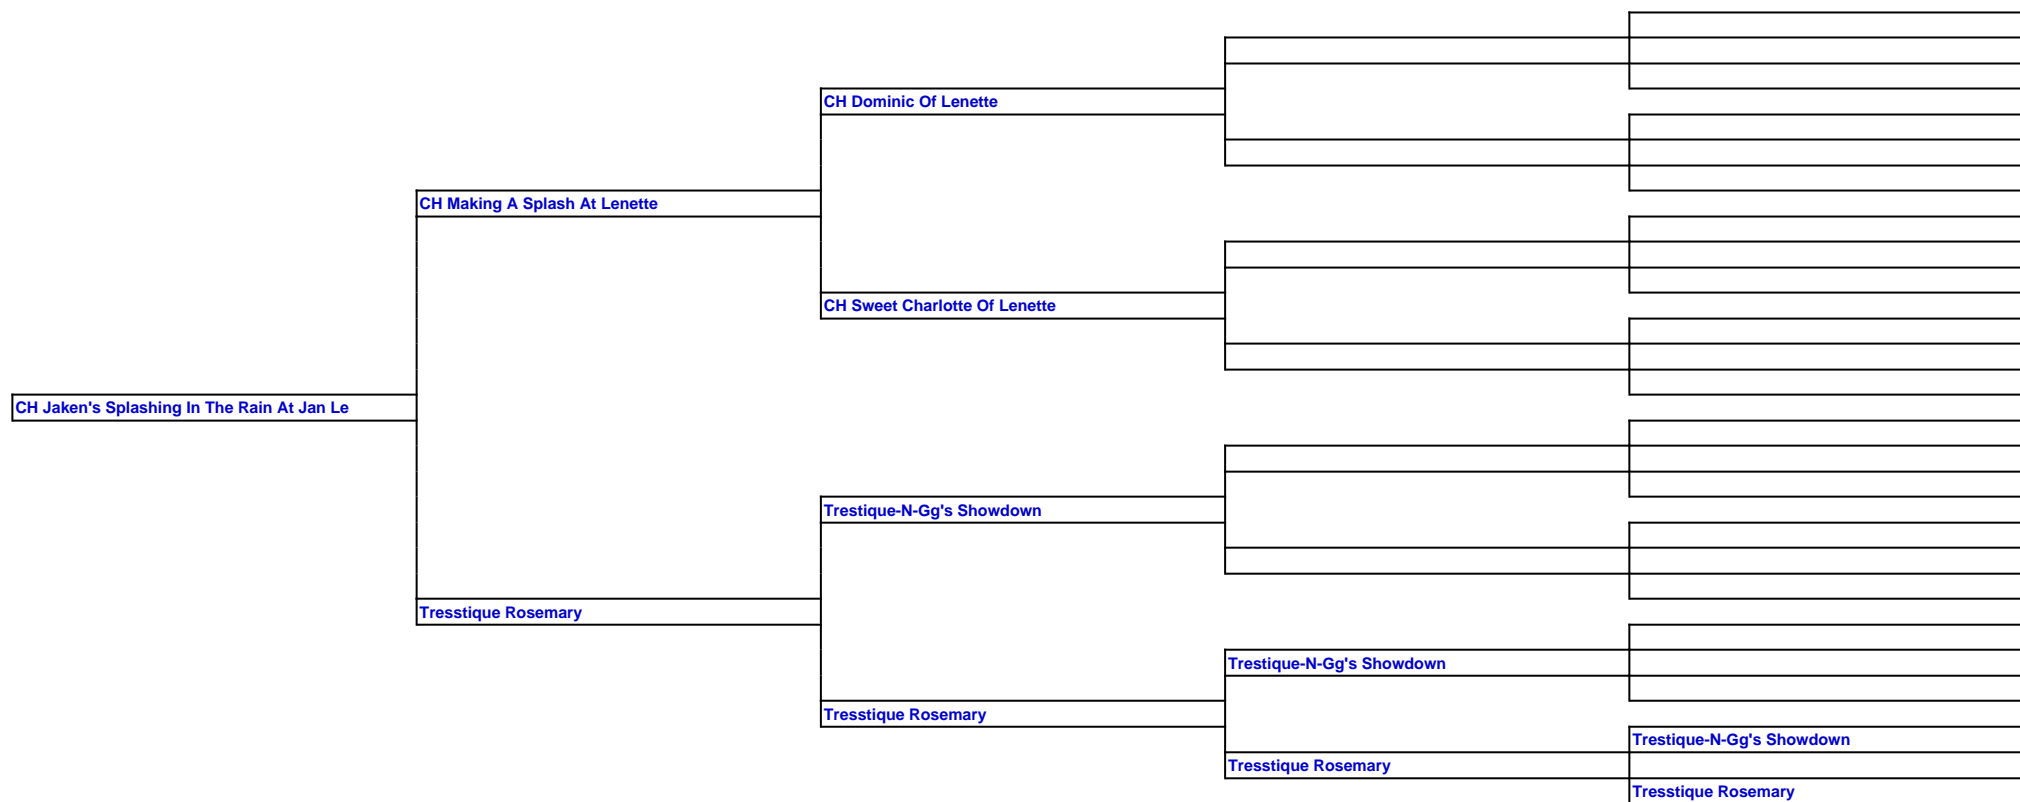 CH Dominic Of Lenette
CH Making A Splash At Lenette
CH Sweet Charlotte Of Lenette
CH Jaken's Splashing In The Rain At Jan Le
Trestique-N-Gg's Showdown
Tresstique Rosemary
Trestique-N-Gg's Showdown
Tresstique Rosemary
Trestique-N-Gg's Showdown
Tresstique Rosemary
Tresstique Rosemary